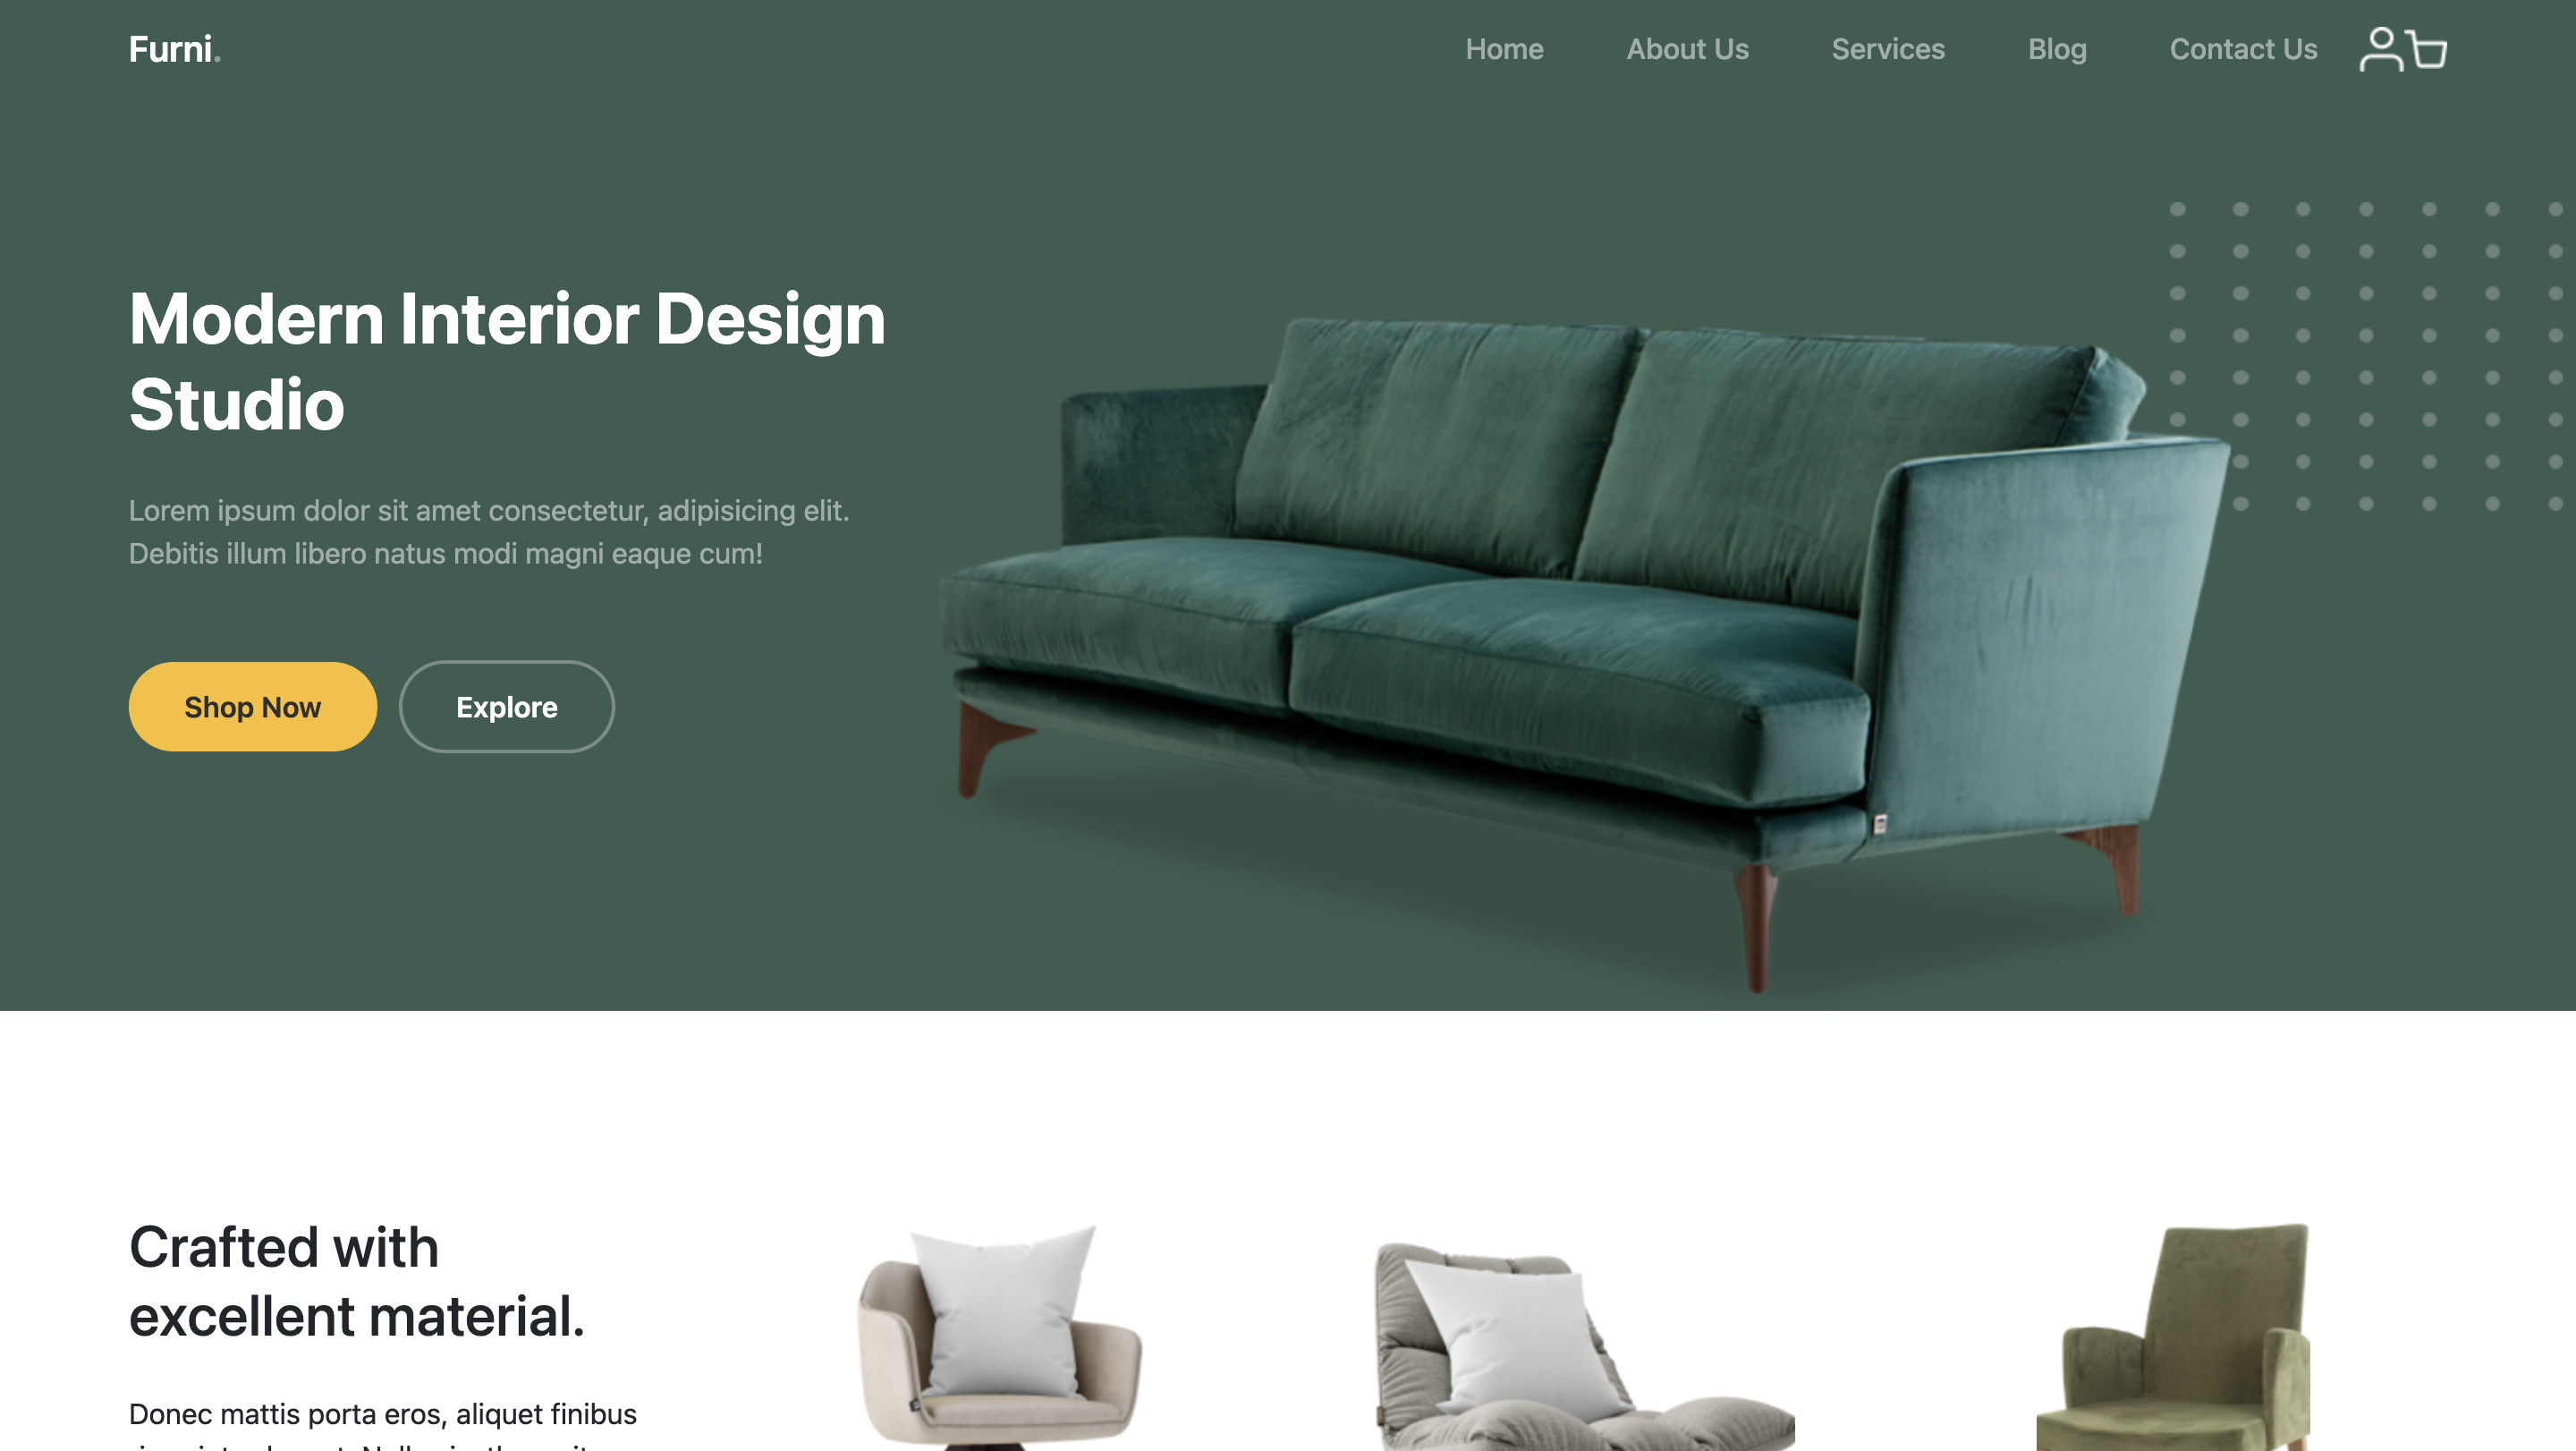 Furni.
Home About Us Services Blog Contact Us
Modern Interior Design
Studio
Lorem ipsum dolor sit amet consectetur, adipisicing elit.
Debitis illum libero natus modi magni eaque cum!
Shop Now Explore
Crafted with
excellent material.
Donec mattis porta eros, aliquet finibus